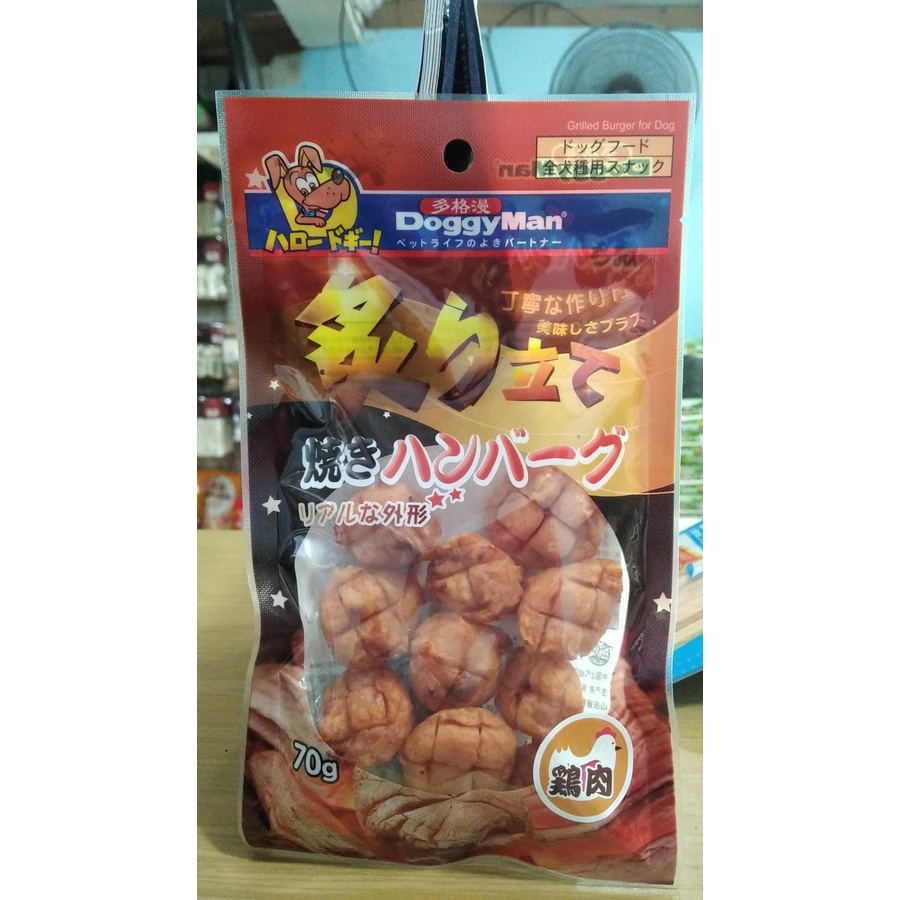 Grilled Burger for Dog
ドッグフード
全犬種用スナック
ハロードギー!
多格漫
DoggyMan®
ペットライフのよきパートナー
丁寧な作りに
美味しさプラス
炙り立て
焼きハンバーグ
リアルな外形
70g
鶏肉